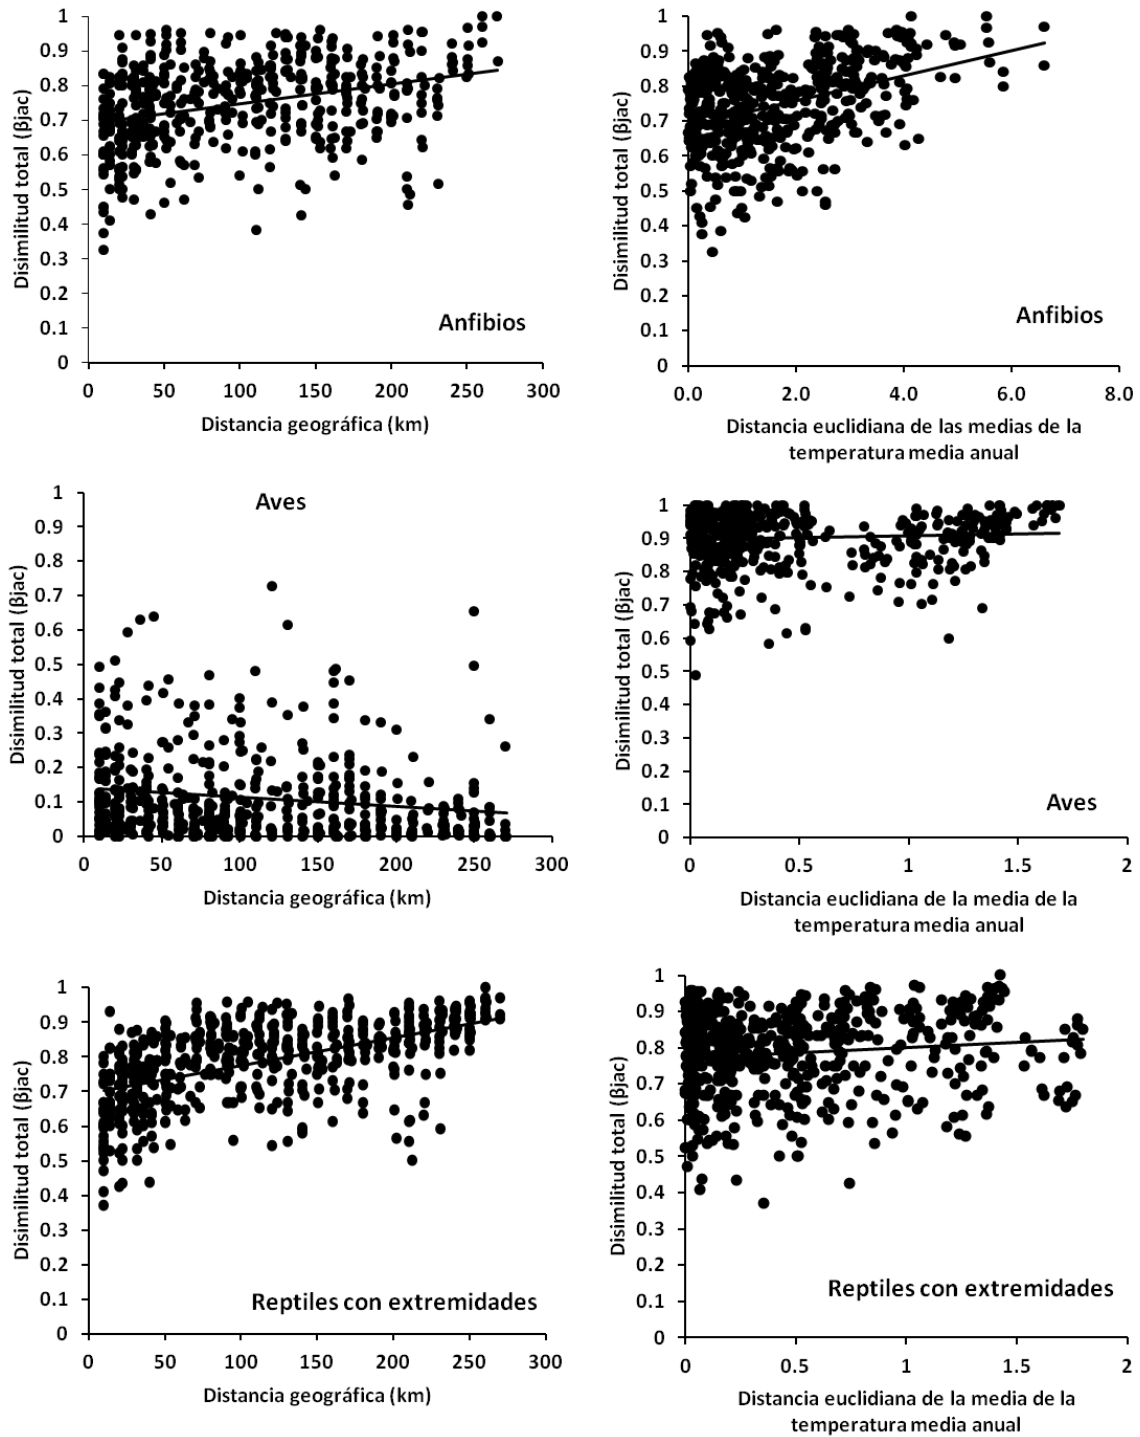 1
0.9
0.8
0.7
0.6
0.5
0.4
0.3
0.2
0.1
0
Disimilitud total (βjac)
Anfibios
0 50 100 150 200 250 300
Distancia geográfica (km)
1
0.9
0.8
0.7
0.6
0.5
0.4
0.3
0.2
0.1
0
Disimilitud total (βjac)
Anfibios
0.0 2.0 4.0 6.0 8.0
Distancia euclidiana de las medias de la
temperatura media anual
Aves
1
0.9
0.8
0.7
0.6
0.5
0.4
0.3
0.2
0.1
0
Disimilitud total (βjac)
0 50 100 150 200 250 300
Distancia geográfica (km)
1
0.9
0.8
0.7
0.6
0.5
0.4
0.3
0.2
0.1
0
Disimilitud total (βjac)
Aves
0 0.5 1 1.5 2
Distancia euclidiana de la media de la
temperatura media anual
1
0.9
0.8
0.7
0.6
0.5
0.4
0.3
0.2
0.1
0
Disimilitud total (βjac)
Reptiles con extremidades
0 50 100 150 200 250 300
Distancia geográfica (km)
1
0.9
0.8
0.7
0.6
0.5
0.4
0.3
0.2
0.1
0
Disimilitud total (βjac)
Reptiles con extremidades
0 0.5 1 1.5 2
Distancia euclidiana de la media de la
temperatura media anual